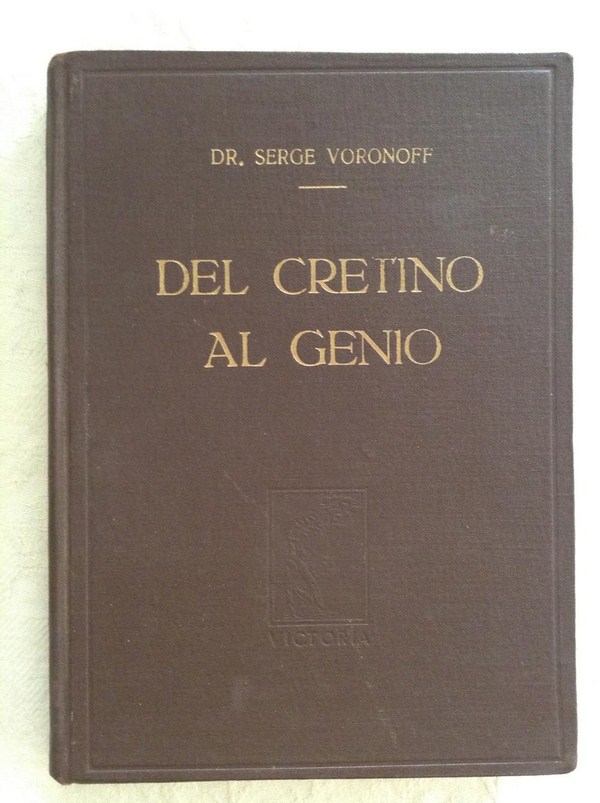 DR. SERGE VORONOFF
DEL CRETINO
AL GENIO
VICTORIA